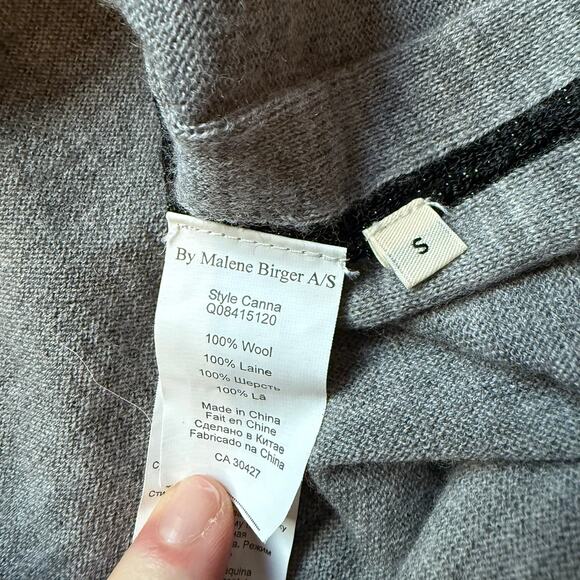 By Malene Birger A/S
Style Canna
Q08415120
100% Wool
100% Laine
100% Шерсть
100% Lã
Made in China
Fait en Chine
Сделано в Китае
Fabricado na China
CA 30427
S
Режим